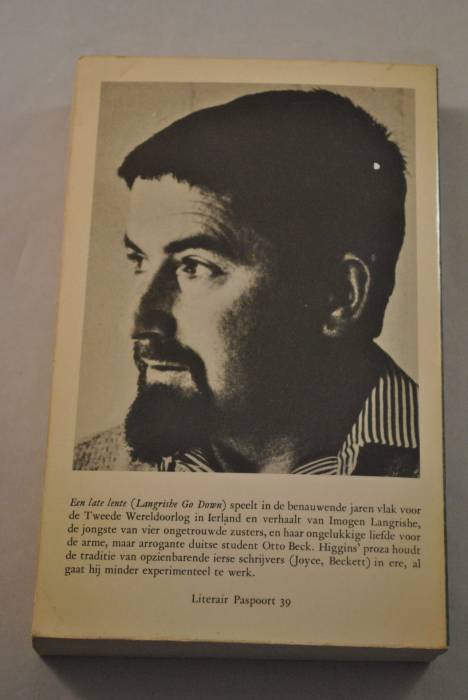 Een late lente (Langrishe Go Down) speelt in de benauwende jaren vlak voor
de Tweede Wereldoorlog in Ierland en verhaalt van Imogen Langrishe,
de jongste van vier ongetrouwde zusters, en haar ongelukkige liefde voor
de arme, maar arrogante duitse student Otto Beck. Higgins' proza houdt
de traditie van opzienbarende ierse schrijvers (Joyce, Beckett) in ere, al
gaat hij minder experimenteel te werk.
Literair Paspoort 39